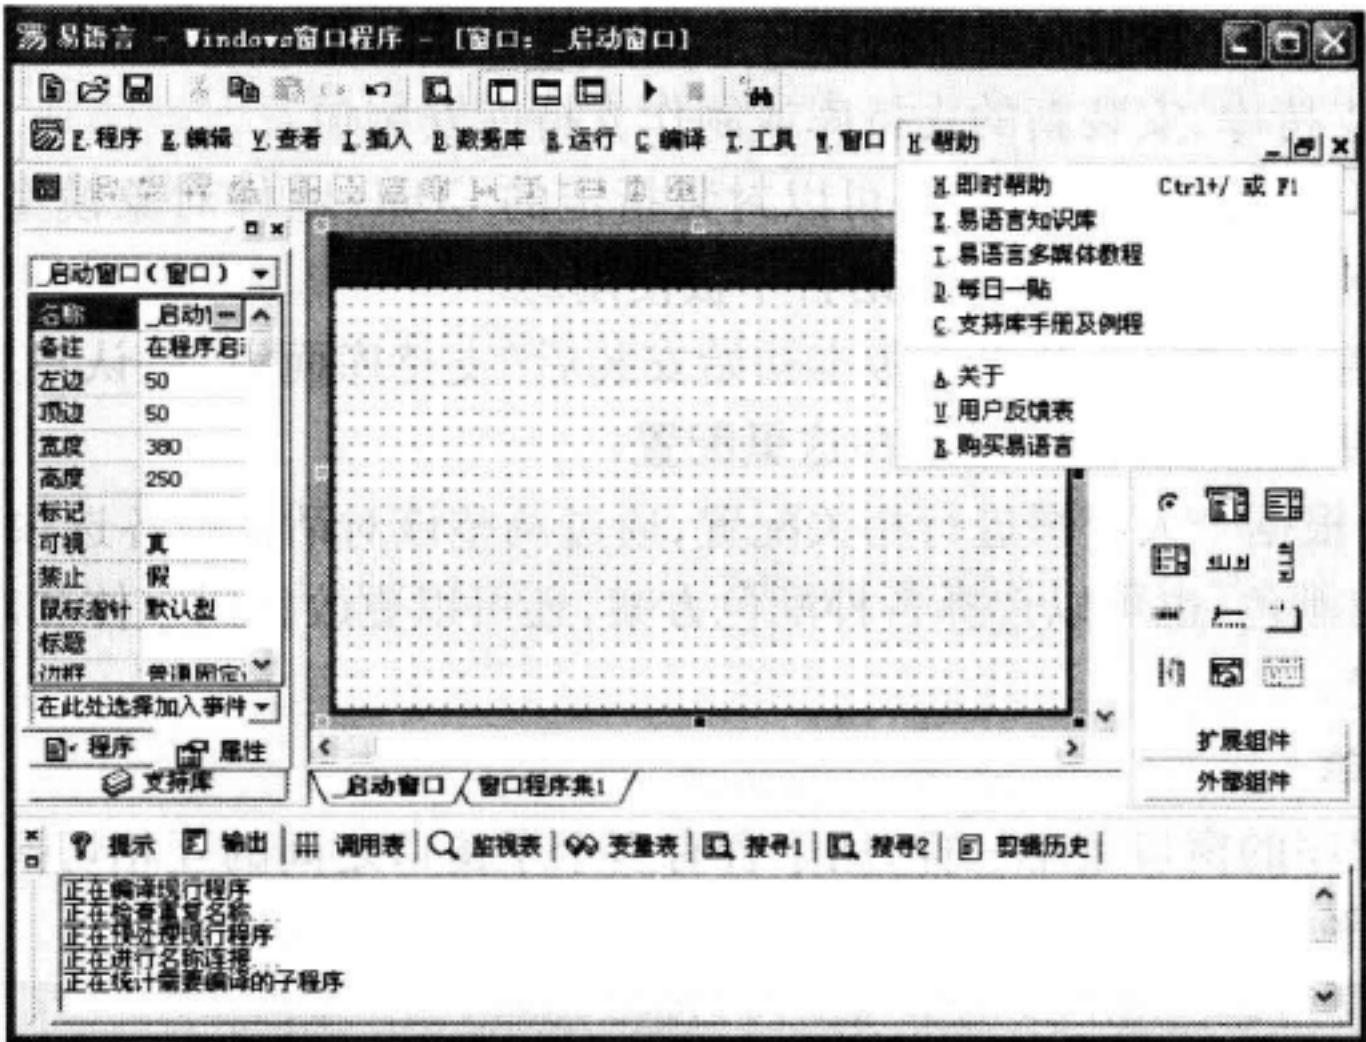 易语言 - Windows窗口程序 - [窗口: _启动窗口]
F.程序 E.编辑 V.查看 I.插入 B.数据库 R.运行 C.编译 T.工具 W.窗口 H.帮助
H.即时帮助 Ctrl+/ 或 F1
E.易语言知识库
T.易语言多媒体教程
D.每日一贴
C.支持库手册及例程
A.关于
U.用户反馈表
B.购买易语言
_启动窗口(窗口)
名称 _启动
备注 在程序启
左边 50
顶边 50
宽度 380
高度 250
标记
可视 真
禁止 假
鼠标指针 默认型
标题
边框 普通固定
在此处选择加入事件
程序 属性
支持库
_启动窗口 窗口程序集1
扩展组件
外部组件
提示 输出 调用表 监视表 变量表 搜寻1 搜寻2 剪辑历史
正在编译现行程序
正在检查重复名称...
正在预处理现行程序
正在进行名称连接...
正在统计需要编译的子程序